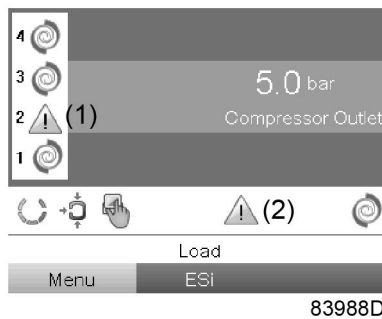 4
3
5.0 bar
2 (1) Compressor Outlet
1
(2)
Load
Menu ESi
83988D